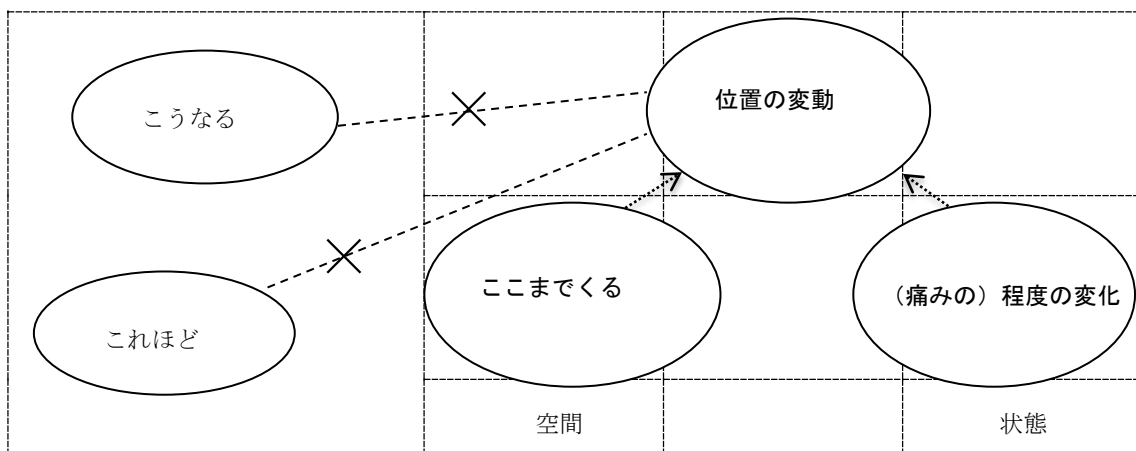 こうなる
位置の変動
これほど
ここまでくる
（痛みの）程度の変化
空間
状態